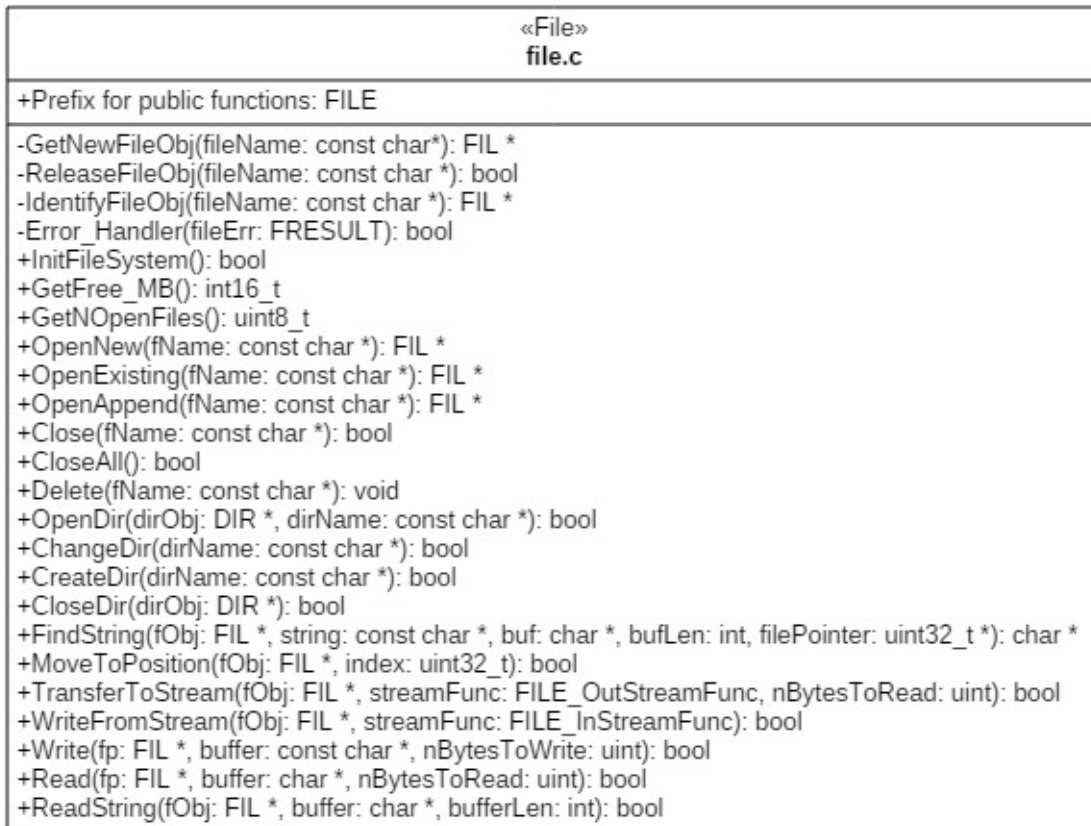 «File»
file.c
+Prefix for public functions: FILE
-GetNewFileObj(fileName: const char*): FIL *
-ReleaseFileObj(fileName: const char *): bool
-IdentifyFileObj(fileName: const char *): FIL *
-Error_Handler(fileErr: FRESULT): bool
+InitFileSystem(): bool
+GetFree_MB(): int16_t
+GetNOpenFiles(): uint8_t
+OpenNew(fName: const char *): FIL *
+OpenExisting(fName: const char *): FIL *
+OpenAppend(fName: const char *): FIL *
+Close(fName: const char *): bool
+CloseAll(): bool
+Delete(fName: const char *): void
+OpenDir(dirObj: DIR *, dirName: const char *): bool
+ChangeDir(dirName: const char *): bool
+CreateDir(dirName: const char *): bool
+CloseDir(dirObj: DIR *): bool
+FindString(fObj: FIL *, string: const char *, buf: char *, bufLen: int, filePointer: uint32_t *): char *
+MoveToPosition(fObj: FIL *, index: uint32_t): bool
+TransferToStream(fObj: FIL *, streamFunc: FILE_OutStreamFunc, nBytesToRead: uint): bool
+WriteFromStream(fObj: FIL *, streamFunc: FILE_InStreamFunc): bool
+Write(fp: FIL *, buffer: const char *, nBytesToWrite: uint): bool
+Read(fp: FIL *, buffer: char *, nBytesToRead: uint): bool
+ReadString(fObj: FIL *, buffer: char *, bufferLen: int): bool